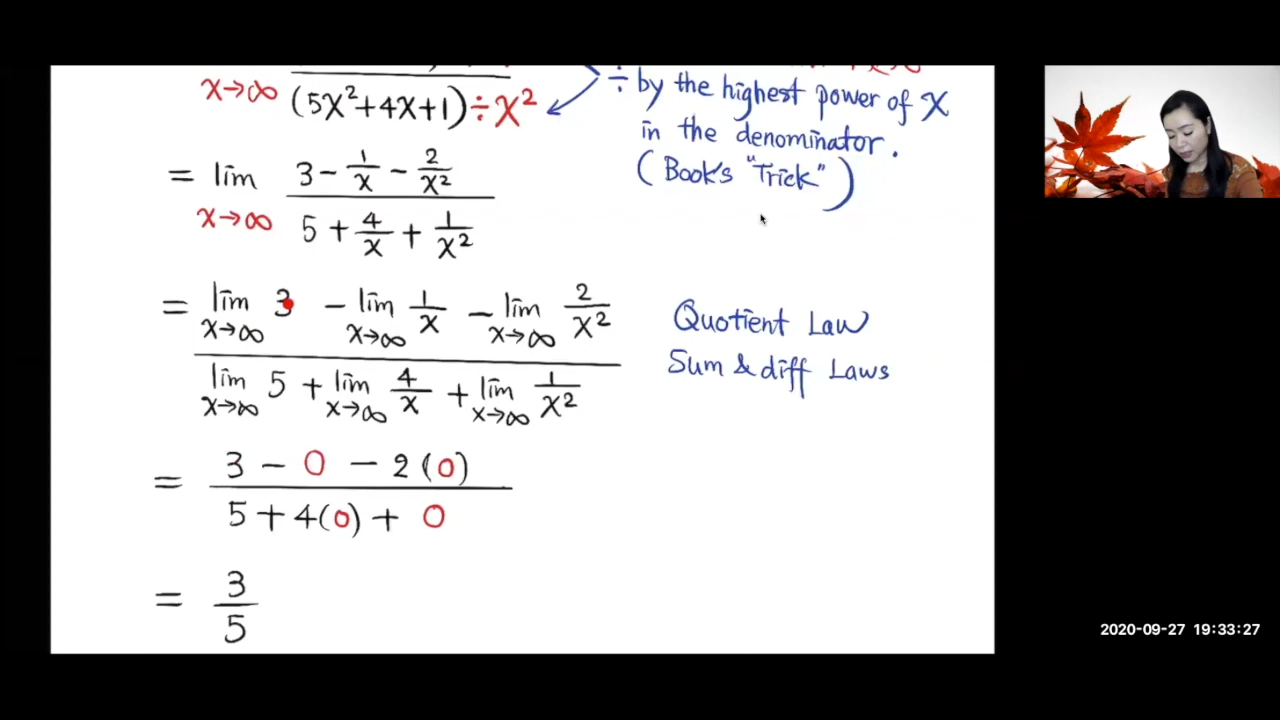 x→∞ (5x²+4x+1)÷x²
÷ by the highest power of x
in the denominator.
(Book's "Trick")
= lim 3 - 1/x - 2/x²
x→∞ 5 + 4/x + 1/x²
= lim 3 - lim 1/x - lim 2/x²
x→∞ x→∞ x→∞
lim 5 + lim 4/x + lim 1/x²
x→∞ x→∞ x→∞
Quotient Law
Sum & diff Laws
= 3 - 0 - 2(0)
5 + 4(0) + 0
= 3
5
2020-09-27 19:33:27